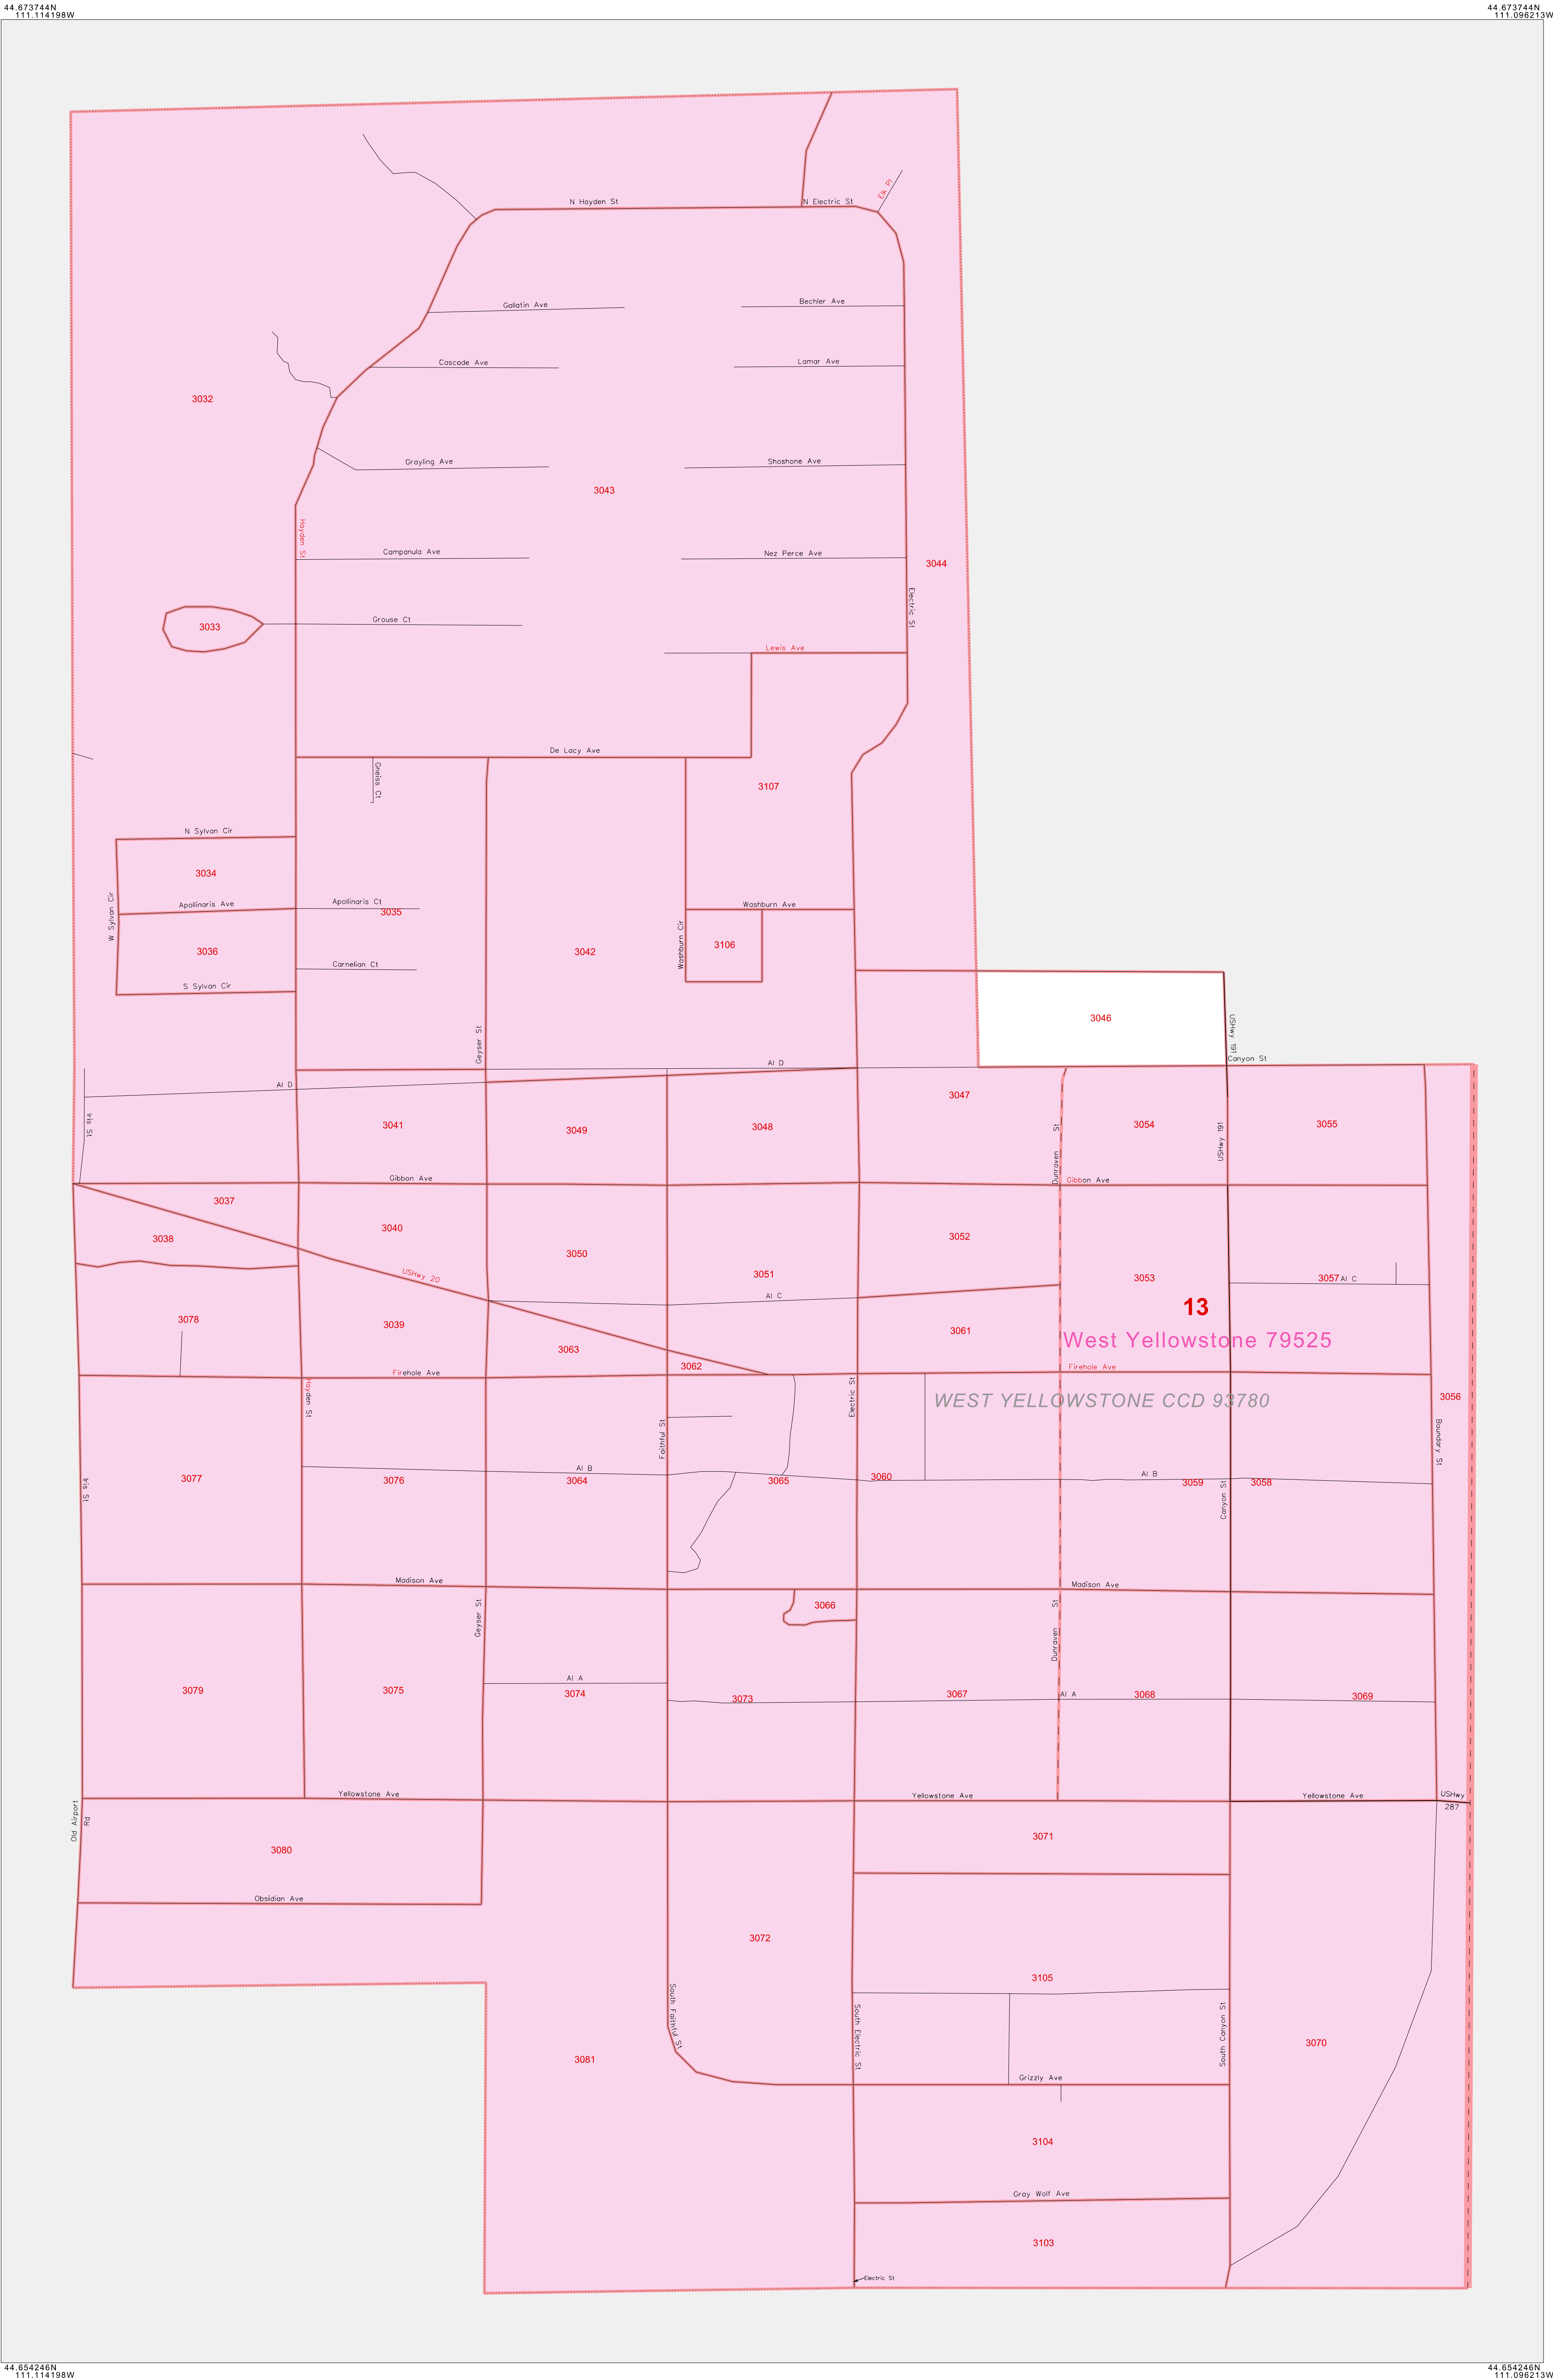 44.673744N
111.114198W
44.673744N
111.096213W
N Hayden St
N Electric St
Elk Pl
Gallatin Ave
Bechler Ave
Cascade Ave
Lamar Ave
3032
Grayling Ave
Shoshone Ave
3043
Hayden St
Campanula Ave
Nez Perce Ave
3044
Electric St
Grouse Ct
3033
Lewis Ave
De Lacy Ave
Gneiss Ct
3107
N Sylvan Cir
3034
W Sylvan Cir
Apollinaris Ave
Apollinaris Ct
3035
Washburn Ave
3036
3042
Washburn Cir
3106
Carnelian Ct
S Sylvan Cir
3046
USHwy 191
Geyser St
Canyon St
Al D
Al D
Iris St
3041
3049
3048
3047
Dunraven St
3054
USHwy 191
3055
Gibbon Ave
Gibbon Ave
3037
3038
3040
3050
3052
USHwy 20
3051
3053
3057
Al C
Al C
13
3078
3039
3063
3061
West Yellowstone 79525
3062
Firehole Ave
Firehole Ave
Hayden St
Electric St
WEST YELLOWSTONE CCD 93780
3056
Faithful St
Boundary St
Al B
Al B
Iris St
3077
3076
3064
3065
3060
3059
3058
Canyon St
Madison Ave
Madison Ave
Geyser St
3066
Dunraven St
Al A
3079
3075
3074
3073
3067
Al A
3068
3069
Yellowstone Ave
Yellowstone Ave
Yellowstone Ave
USHwy
287
Old Airport
Rd
3080
3071
Obsidian Ave
3072
3105
South Faithful St
South Electric St
South Canyon St
3081
3070
Grizzly Ave
3104
Gray Wolf Ave
3103
Electric St
44.654246N
111.114198W
44.654246N
111.096213W